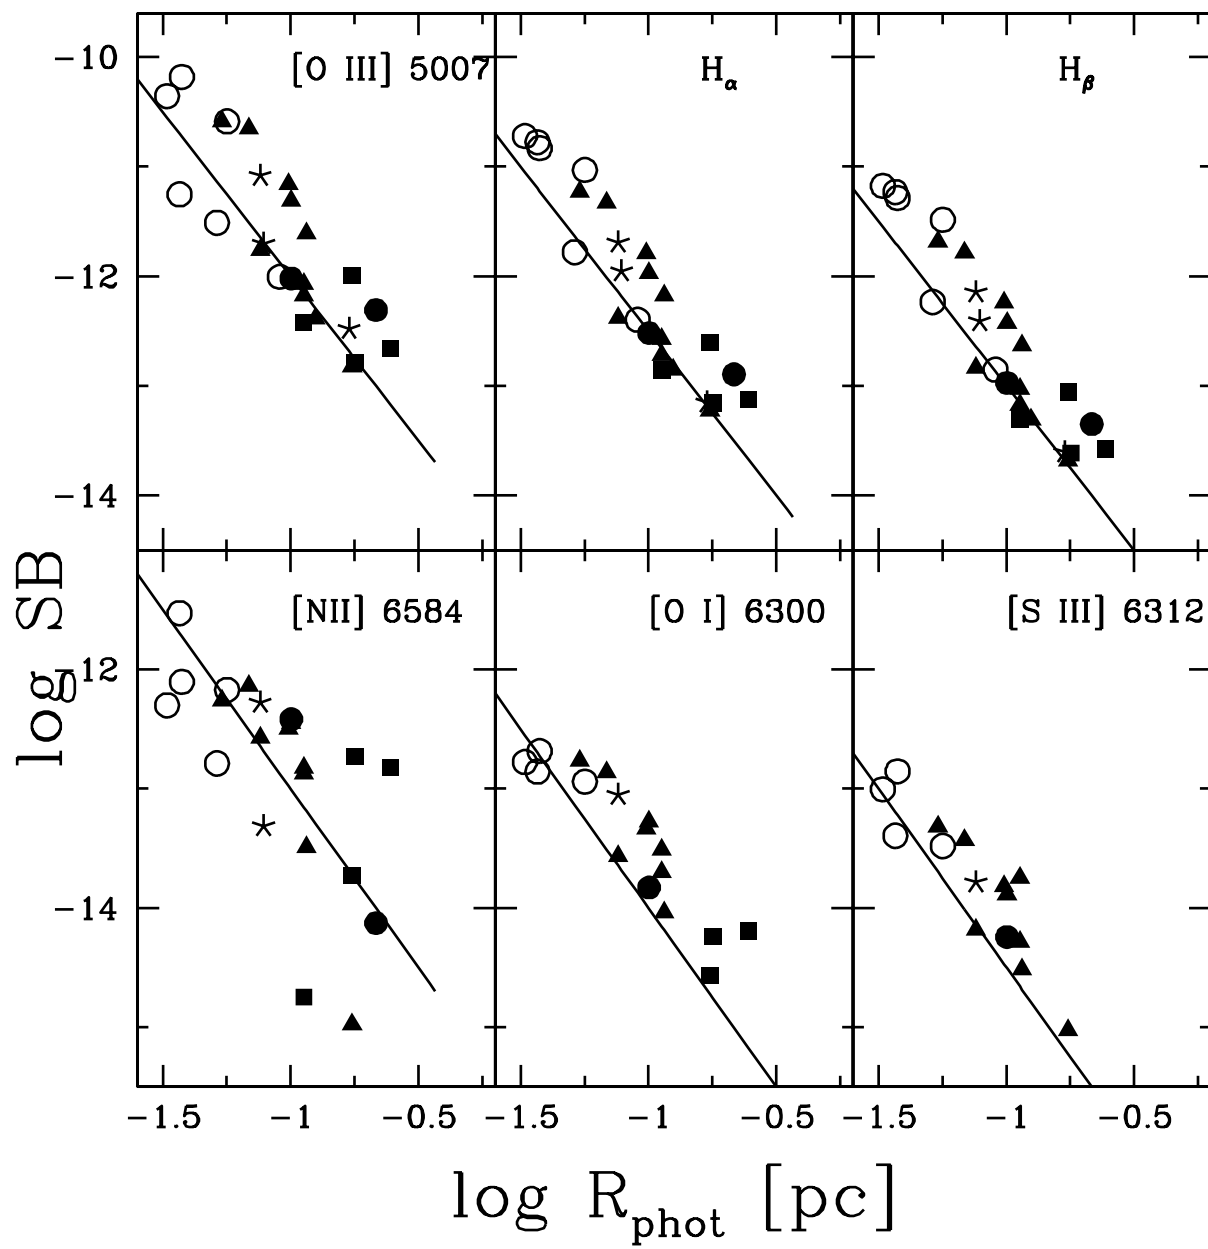 [O III] 5007 Hα Hβ
−10
−12
−14
[NII] 6584 [O I] 6300 [S III] 6312
−12
−14
log SB
−1.5 −1 −0.5 −1.5 −1 −0.5 −1.5 −1 −0.5
log Rphot [pc]